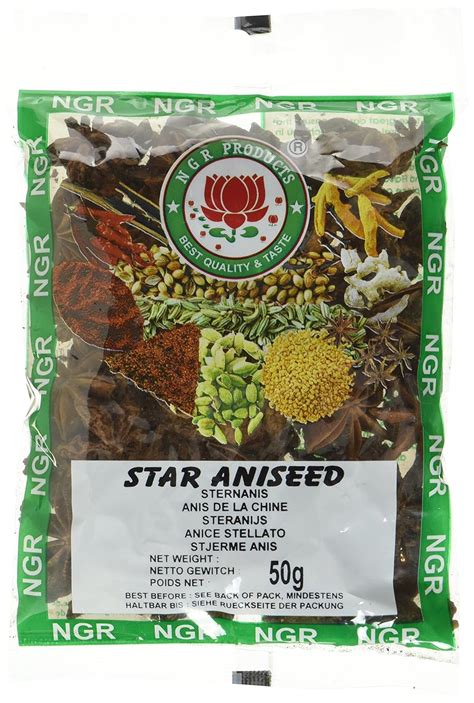 NGR NGR NGR
NGR PRODUCTS
®
BEST QUALITY & TASTE
NGR NGR
NGR NGR
NGR NGR
NGR NGR
STAR ANISEED
STERNANIS
ANIS DE LA CHINE
STERANIJS
ANICE STELLATO
STJERME ANIS
NET WEIGHT :
NETTO GEWITCH : 50g
POIDS NET :
BEST BEFORE : SEE BACK OF PACK, MINDESTENS
HALTBAR BIS : SIEHE RUECKSEITE DER PACKUNG
NGR NGR NGR